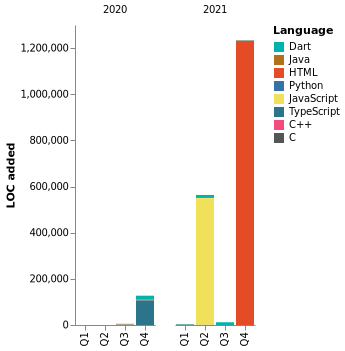 2020 2021
Language
Dart
Java
HTML
Python
JavaScript
TypeScript
C++
C
LOC added
1,200,000
1,000,000
800,000
600,000
400,000
200,000
0
Q1 Q2 Q3 Q4 Q1 Q2 Q3 Q4